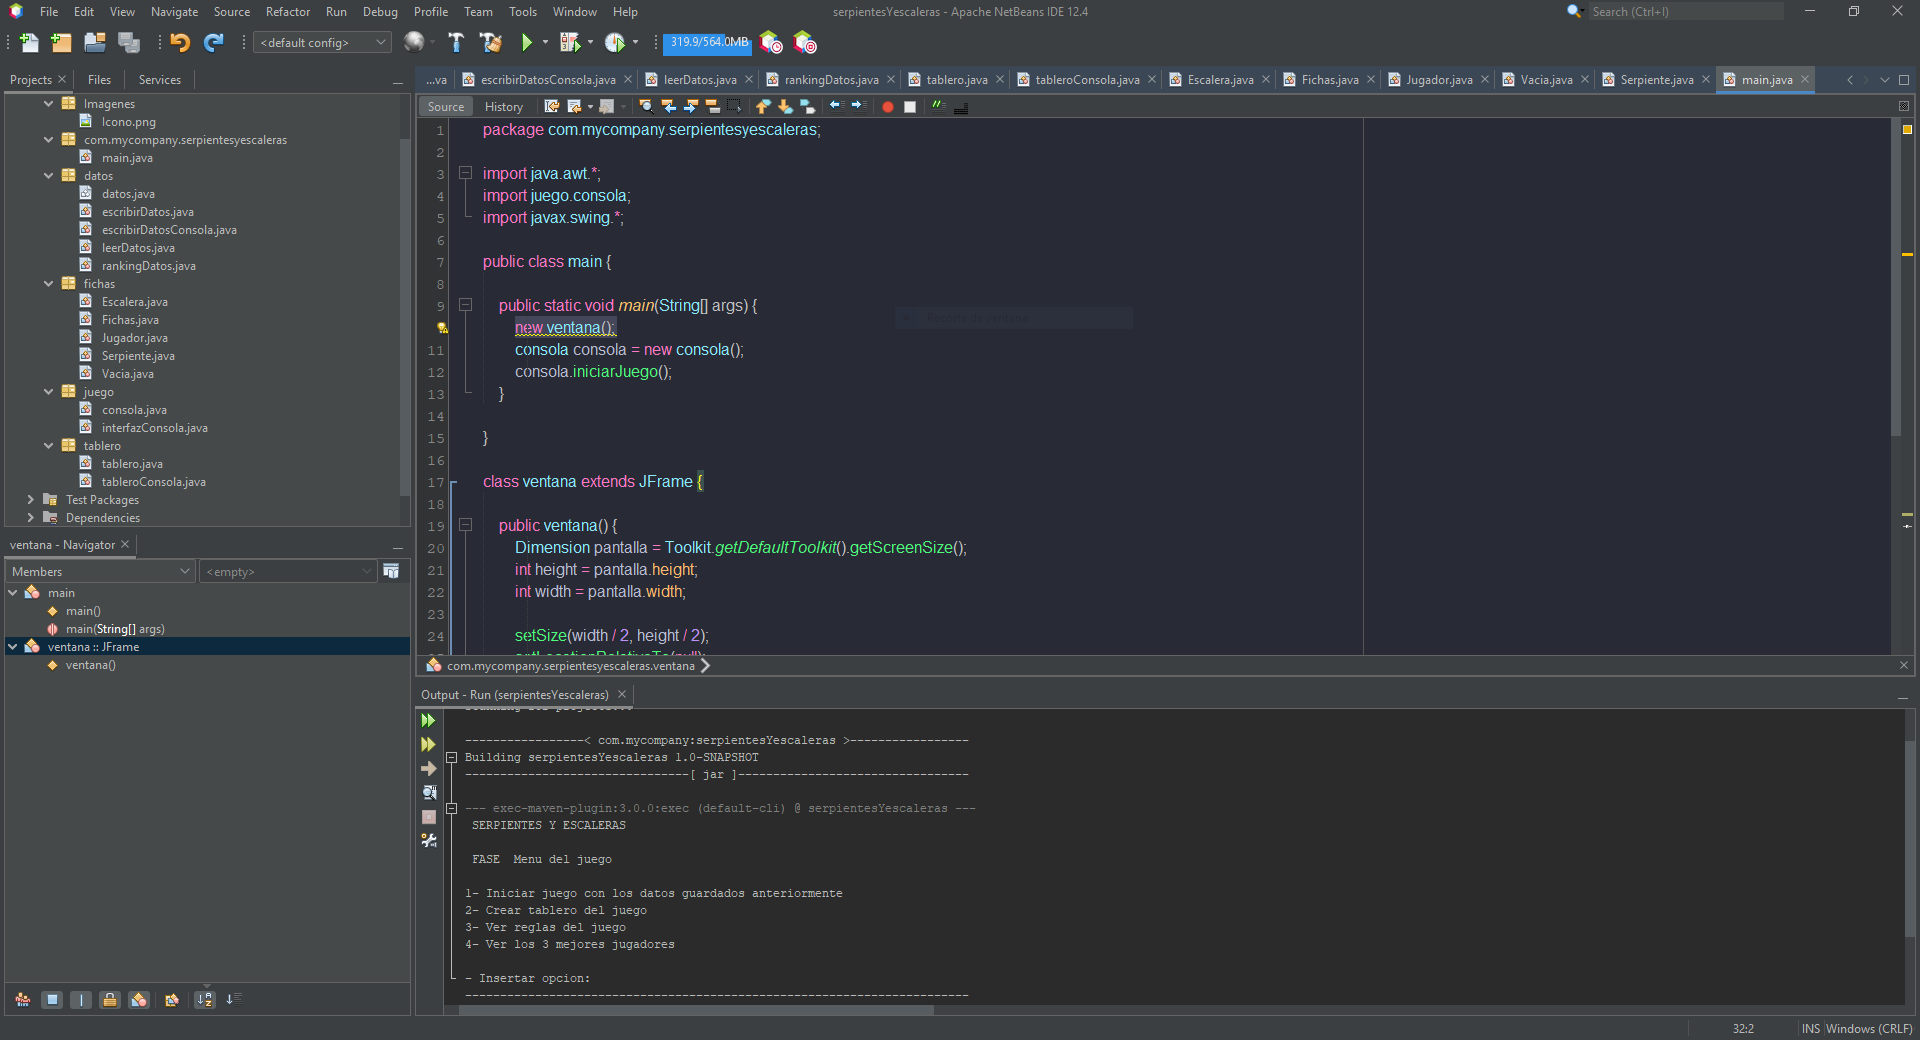 File Edit View Navigate Source Refactor Run Debug Profile Team Tools Window Help
serpientesYescaleras - Apache NetBeans IDE 12.4
Search (Ctrl+I)
<default config>
319.9/564.0MB
Projects Files Services
Imagenes
Icono.png
com.mycompany.serpientesyescaleras
main.java
datos
datos.java
escribirDatos.java
escribirDatosConsola.java
leerDatos.java
rankingDatos.java
fichas
Escalera.java
Fichas.java
Jugador.java
Serpiente.java
Vacia.java
juego
consola.java
interfazConsola.java
tablero
tablero.java
tableroConsola.java
Test Packages
Dependencies
ventana - Navigator
Members <empty>
main
main()
main(String[] args)
ventana :: JFrame
ventana()
...va escribirDatosConsola.java leerDatos.java rankingDatos.java tablero.java tableroConsola.java Escalera.java Fichas.java Jugador.java Vacia.java Serpiente.java main.java
Source History
1 package com.mycompany.serpientesyescaleras;
2
3 import java.awt.*;
4 import juego.consola;
5 import javax.swing.*;
6
7 public class main {
8
9 public static void main(String[] args) {
new ventana();
11 consola consola = new consola();
12 consola.iniciarJuego();
13 }
14
15 }
16
17 class ventana extends JFrame {
18
19 public ventana() {
20 Dimension pantalla = Toolkit.getDefaultToolkit().getScreenSize();
21 int height = pantalla.height;
22 int width = pantalla.width;
23
24 setSize(width / 2, height / 2);
setLocationRelativeTo(null);
com.mycompany.serpientesyescaleras.ventana
Output - Run (serpientesYescaleras)
Scanning for projects...
-----------------< com.mycompany:serpientesYescaleras >-----------------
Building serpientesYescaleras 1.0-SNAPSHOT
--------------------------------[ jar ]---------------------------------
--- exec-maven-plugin:3.0.0:exec (default-cli) @ serpientesYescaleras ---
SERPIENTES Y ESCALERAS
FASE  Menu del juego
1- Iniciar juego con los datos guardados anteriormente
2- Crear tablero del juego
3- Ver reglas del juego
4- Ver los 3 mejores jugadores
- Insertar opcion:
------------------------------------------------------------------------
32:2 INS Windows (CRLF)